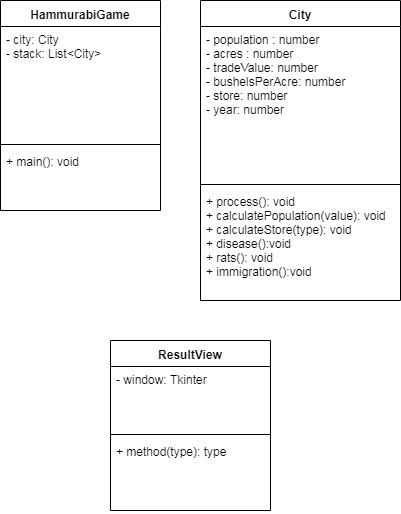 HammurabiGame
- city: City
- stack: List<City>
+ main(): void
City
- population : number
- acres : number
- tradeValue: number
- bushelsPerAcre: number
- store: number
- year: number
+ process(): void
+ calculatePopulation(value): void
+ calculateStore(type): void
+ disease():void
+ rats(): void
+ immigration():void
ResultView
- window: Tkinter
+ method(type): type